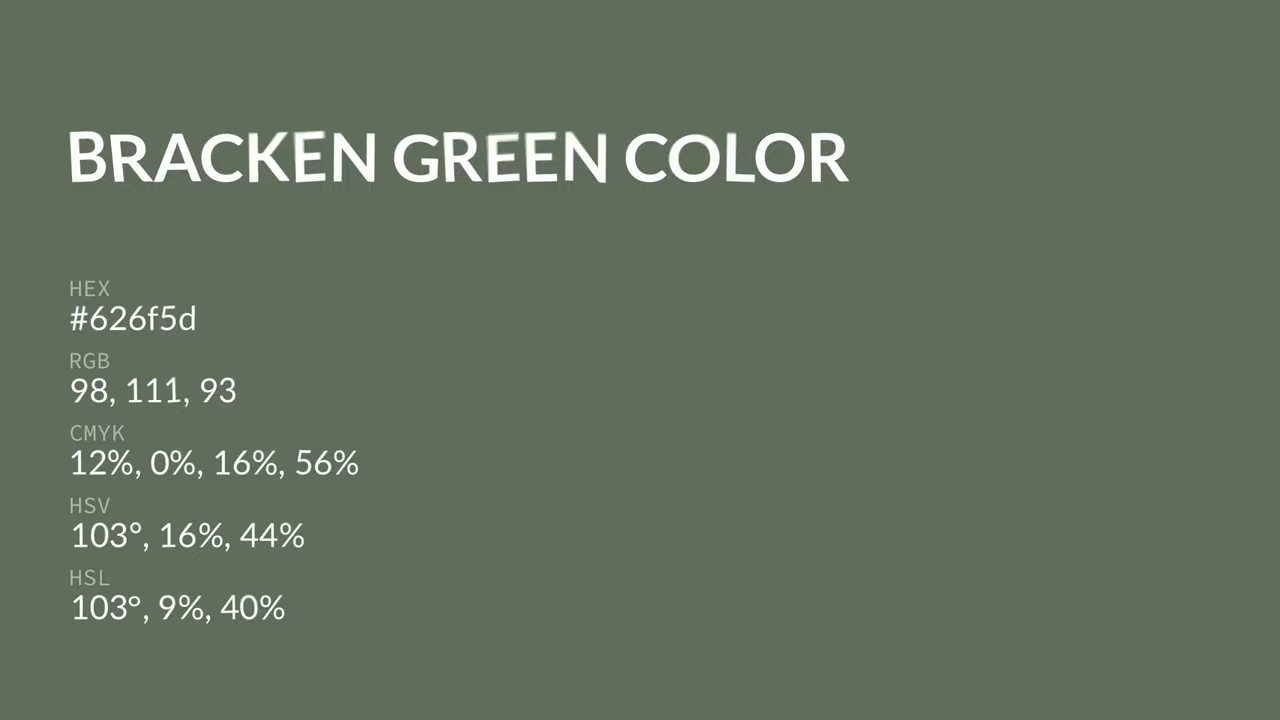 BRACKEN GREEN COLOR
HEX
#626f5d
RGB
98, 111, 93
CMYK
12%, 0%, 16%, 56%
HSV
103°, 16%, 44%
HSL
103°, 9%, 40%